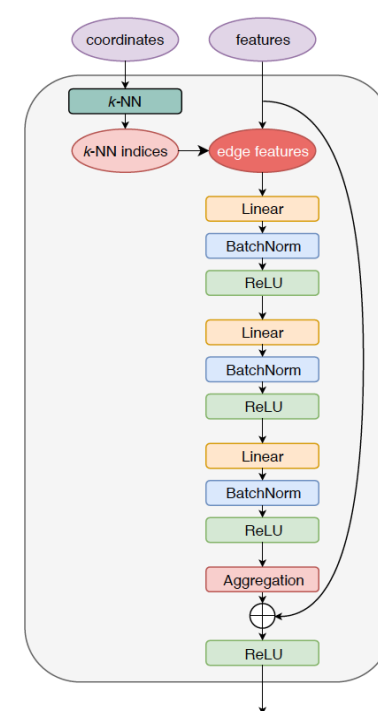 coordinates
features
k-NN
k-NN indices
edge features
Linear
BatchNorm
ReLU
Linear
BatchNorm
ReLU
Linear
BatchNorm
ReLU
Aggregation
ReLU